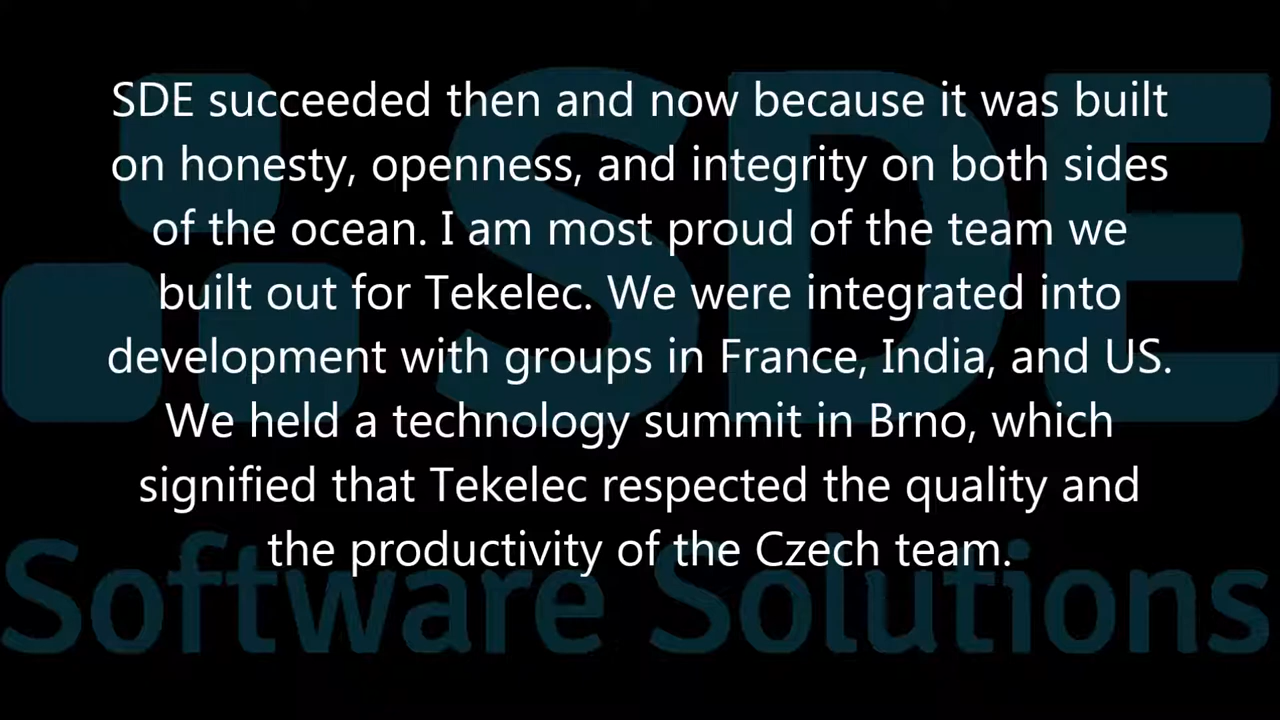 SDE succeeded then and now because it was built
on honesty, openness, and integrity on both sides
of the ocean. I am most proud of the team we
built out for Tekelec. We were integrated into
development with groups in France, India, and US.
We held a technology summit in Brno, which
signified that Tekelec respected the quality and
the productivity of the Czech team.
SDE
Software Solutions